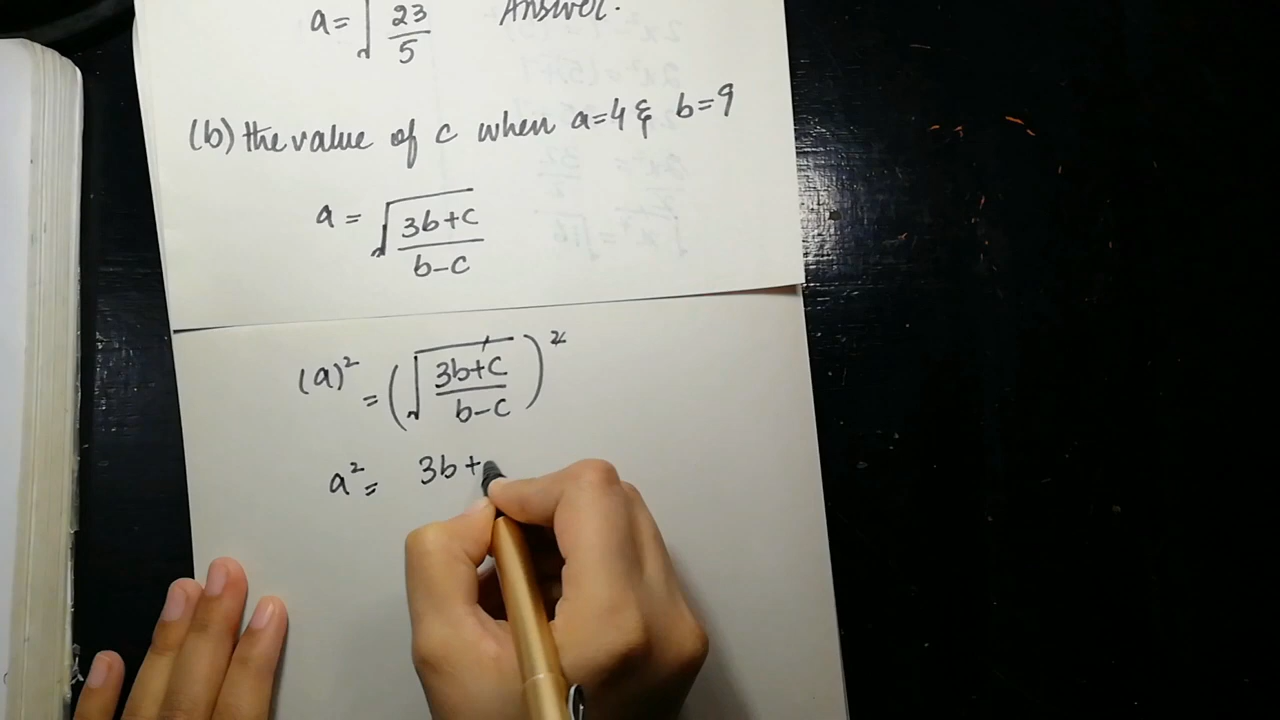 a = √23/5 Answer.
(b) the value of c when a=4 & b=9
a = √3b+c/b-c
(a)² = (√3b+c/b-c)²
a² = 3b+